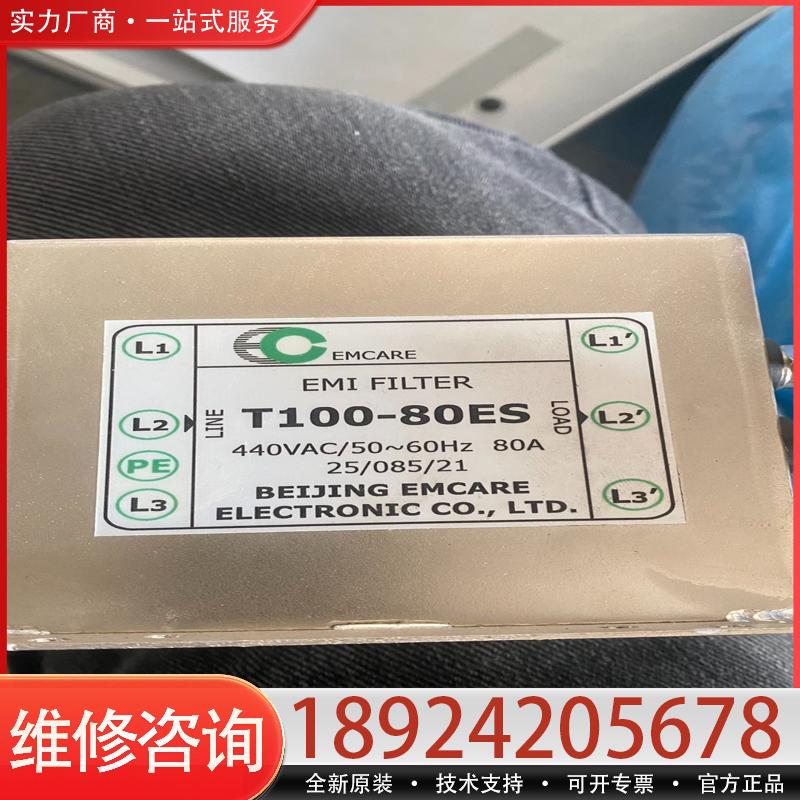 实力厂商·一站式服务
L1
EMCARE
L1'
EMI FILTER
L2
LINE
T100-80ES
LOAD
L2'
440VAC/50~60Hz 80A
PE
25/085/21
L3
BEIJING EMCARE
L3'
ELECTRONIC CO., LTD.
维修咨询
18924205678
全新原装 · 技术支持 · 可开专票 · 官方正品